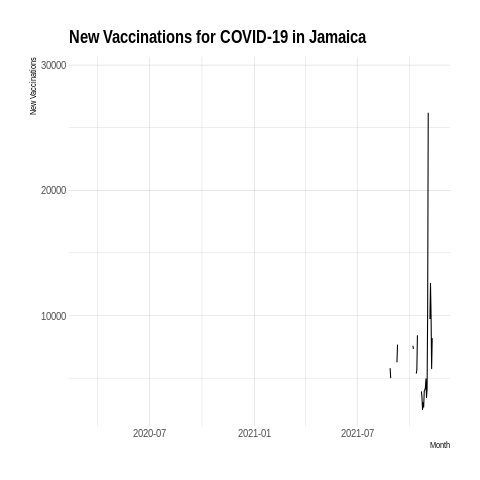 New Vaccinations for COVID-19 in Jamaica
New Vaccinations
30000
20000
10000
2020-07
2021-01
2021-07
Month